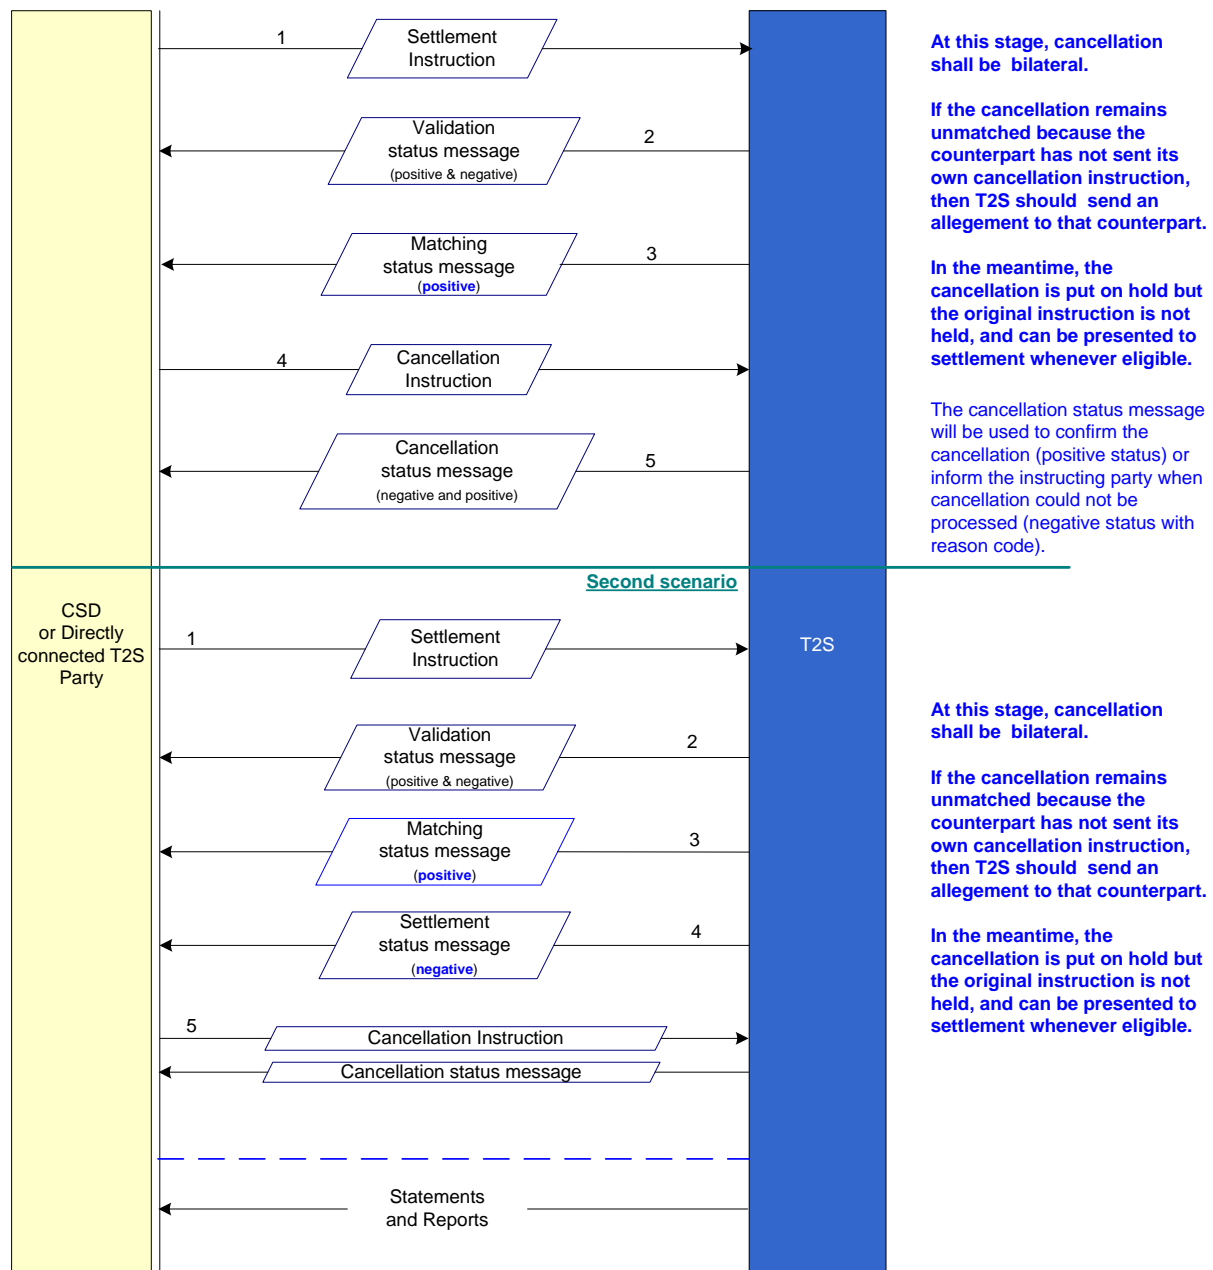 1
Settlement
Instruction
At this stage, cancellation
shall be bilateral.
If the cancellation remains
unmatched because the
counterpart has not sent its
own cancellation instruction,
then T2S should send an
allegement to that counterpart.
In the meantime, the
cancellation is put on hold but
the original instruction is not
held, and can be presented to
settlement whenever eligible.
The cancellation status message
will be used to confirm the
cancellation (positive status) or
inform the instructing party when
cancellation could not be
processed (negative status with
reason code).
Validation
status message
(positive & negative)
2
Matching
status message
(positive)
3
4
Cancellation
Instruction
Cancellation
status message
(negative and positive)
5
Second scenario
CSD
or Directly
connected T2S
Party
T2S
1
Settlement
Instruction
Validation
status message
(positive & negative)
2
Matching
status message
(positive)
3
Settlement
status message
(negative)
4
5
Cancellation Instruction
Cancellation status message
At this stage, cancellation
shall be bilateral.
If the cancellation remains
unmatched because the
counterpart has not sent its
own cancellation instruction,
then T2S should send an
allegement to that counterpart.
In the meantime, the
cancellation is put on hold but
the original instruction is not
held, and can be presented to
settlement whenever eligible.
Statements
and Reports